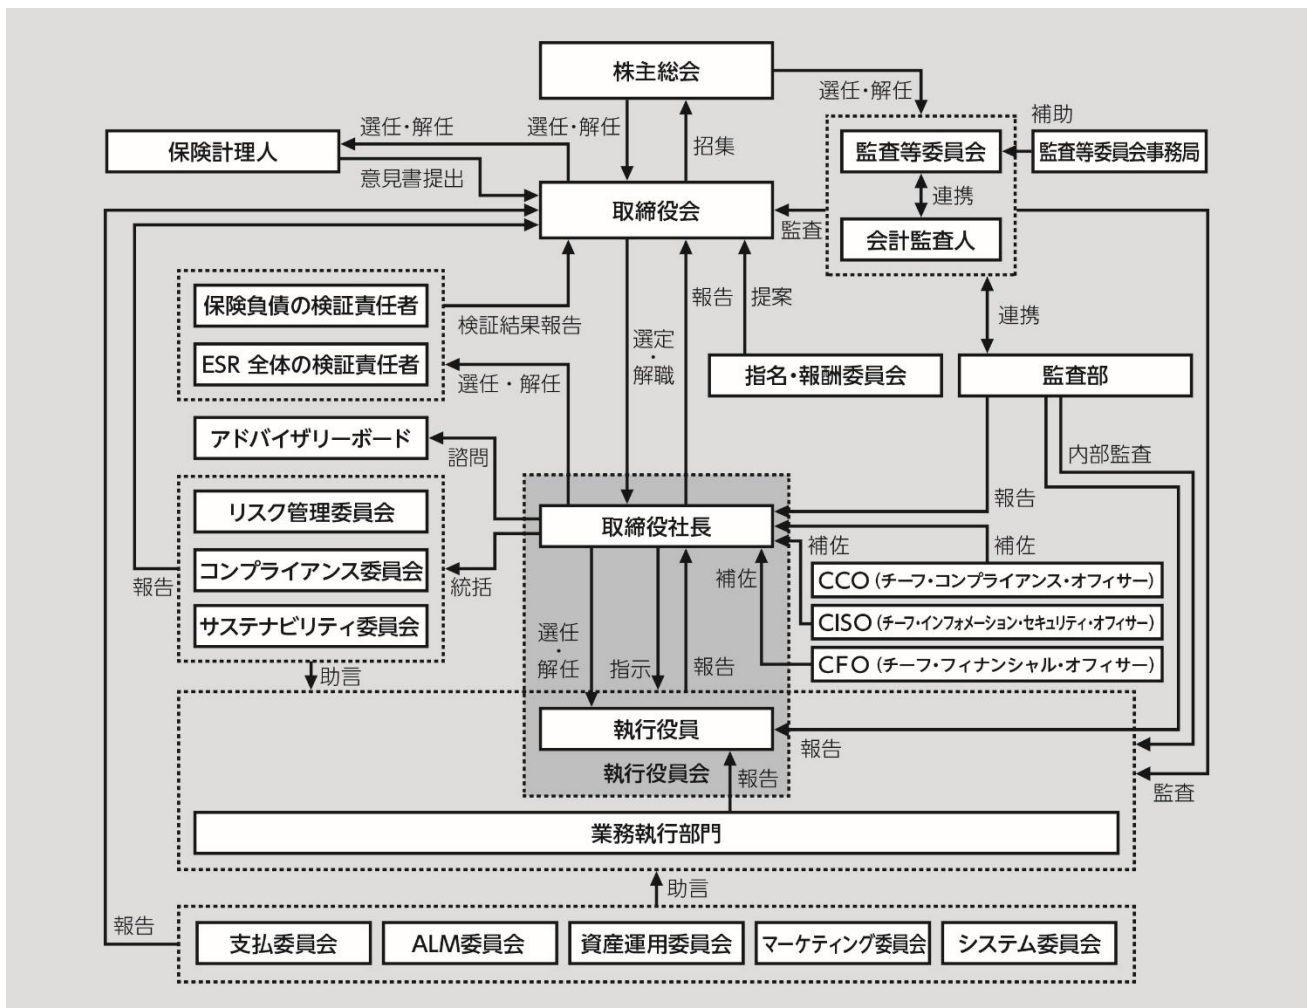 株主総会
選任・解任
補助
選任・解任
選任・解任
招集
保険計理人
監査等委員会
監査等委員会事務局
意見書提出
連携
取締役会
監査
会計監査人
保険負債の検証責任者
検証結果報告
報告
提案
連携
ESR 全体の検証責任者
選任・解任
選定・解職
指名・報酬委員会
監査部
アドバイザリーボード
諮問
内部監査
リスク管理委員会
取締役社長
報告
コンプライアンス委員会
報告
統括
補佐
補佐
補佐
CCO(チーフ・コンプライアンス・オフィサー)
サステナビリティ委員会
CISO(チーフ・インフォメーション・セキュリティ・オフィサー)
選任・解任
指示
報告
CFO(チーフ・フィナンシャル・オフィサー)
助言
執行役員
報告
執行役員会
報告
監査
業務執行部門
助言
報告
支払委員会
ALM委員会
資産運用委員会
マーケティング委員会
システム委員会